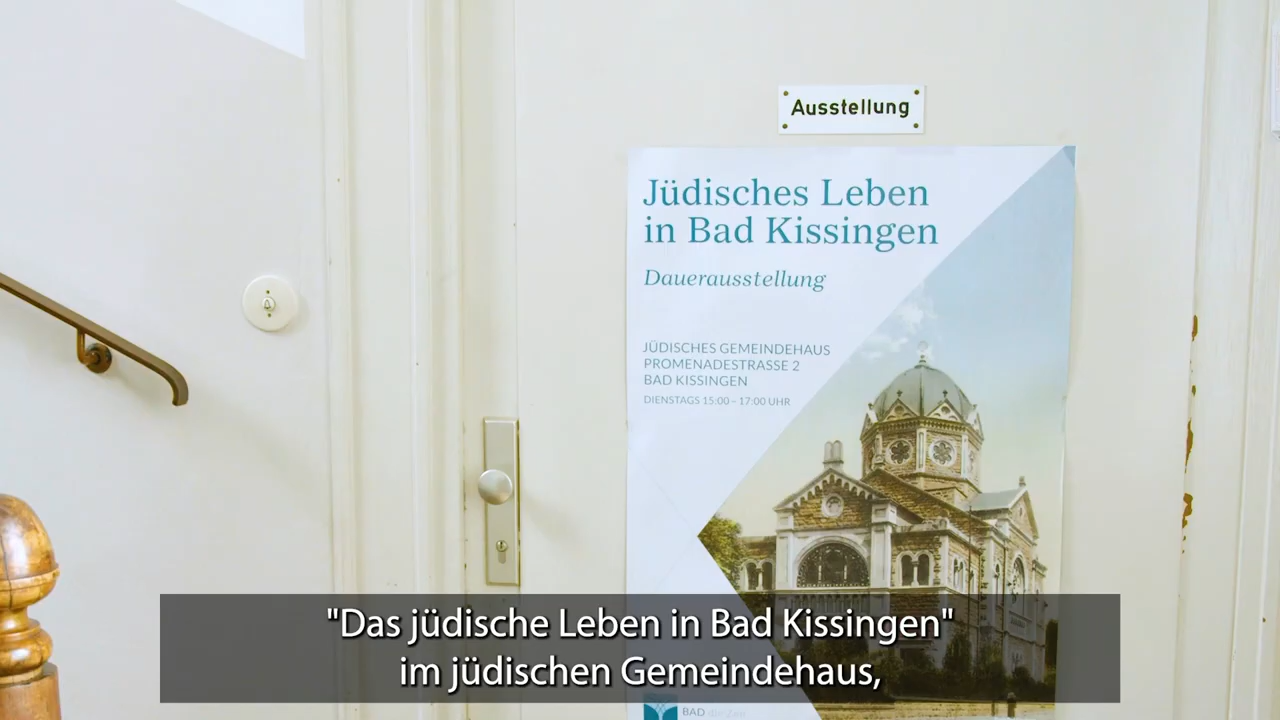 Ausstellung
Jüdisches Leben
in Bad Kissingen
Dauerausstellung
JÜDISCHES GEMEINDEHAUS
PROMENADESTRASSE 2
BAD KISSINGEN
DIENSTAGS 15:00 – 17:00 UHR
"Das jüdische Leben in Bad Kissingen"
im jüdischen Gemeindehaus,
BAD